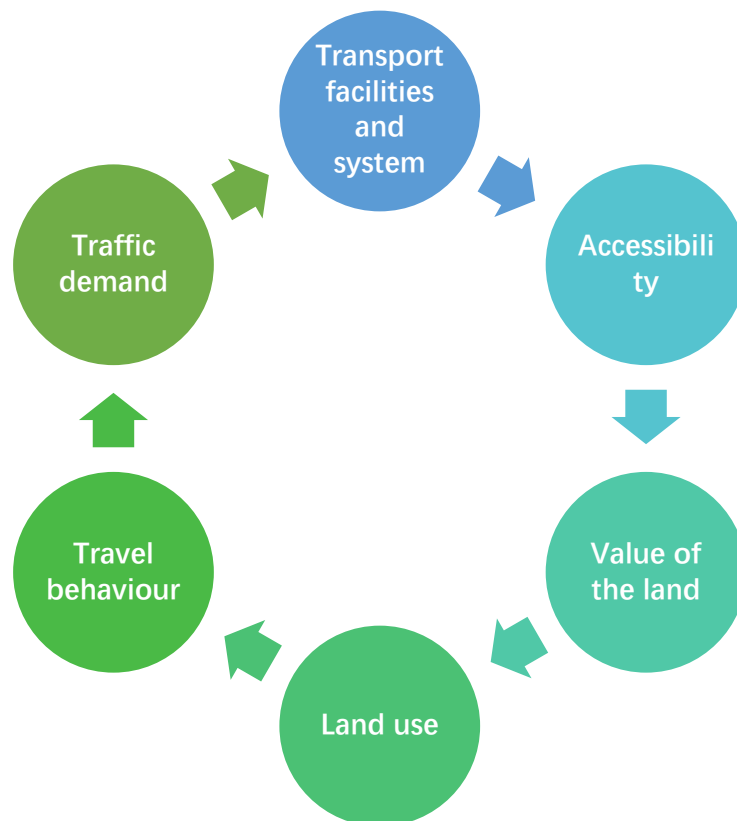 Transport
facilities
and
system
Accessibili
ty
Value of
the land
Land use
Travel
behaviour
Traffic
demand